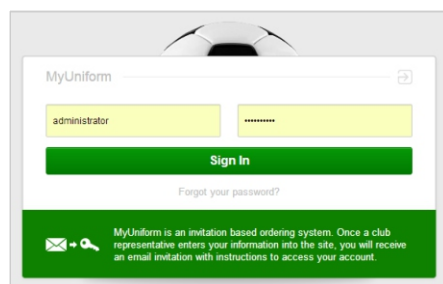 MyUniform
administrator ••••••••••
Sign In
Forgot your password?
MyUniform is an invitation based ordering system. Once a club
representative enters your information into the site, you will receive
an email invitation with instructions to access your account.